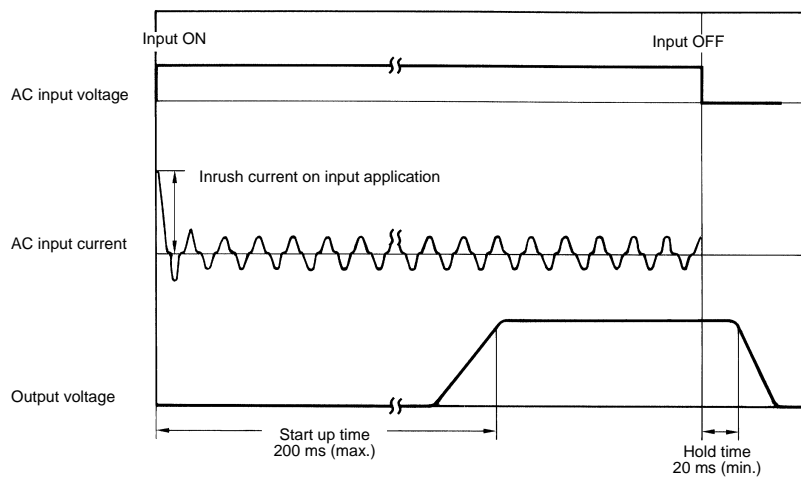 Input ON
Input OFF
AC input voltage
Inrush current on input application
AC input current
Output voltage
Start up time
200 ms (max.)
Hold time
20 ms (min.)